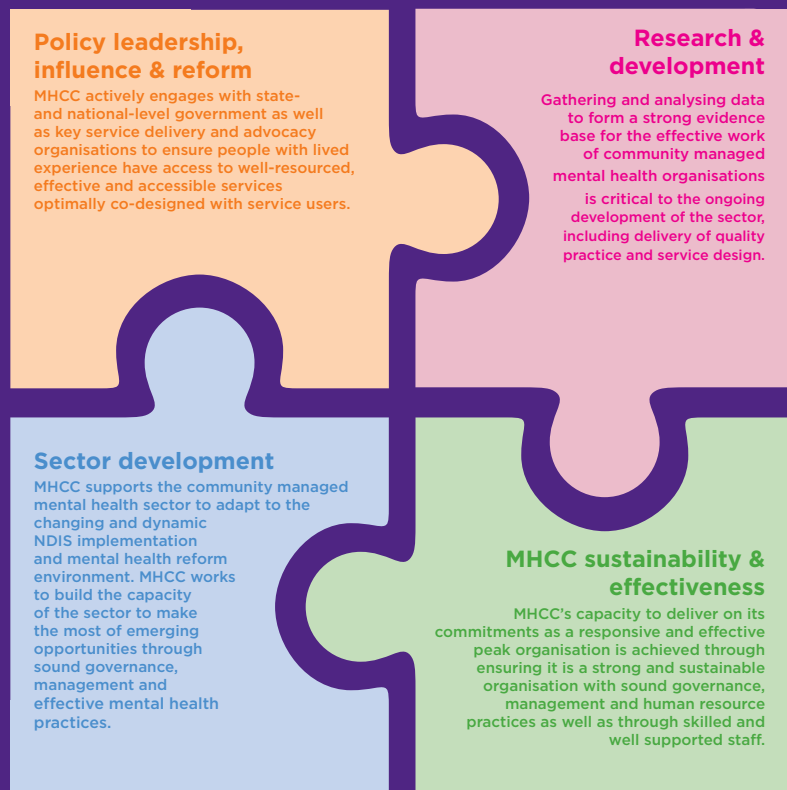 Policy leadership,
influence & reform
MHCC actively engages with state-
and national-level government as well
as key service delivery and advocacy
organisations to ensure people with lived
experience have access to well-resourced,
effective and accessible services
optimally co-designed with service users.
Research &
development
Gathering and analysing data
to form a strong evidence
base for the effective work
of community managed
mental health organisations
is critical to the ongoing
development of the sector,
including delivery of quality
practice and service design.
Sector development
MHCC supports the community managed
mental health sector to adapt to the
changing and dynamic
NDIS implementation
and mental health reform
environment. MHCC works
to build the capacity
of the sector to make
the most of emerging
opportunities through
sound governance,
management and
effective mental health
practices.
MHCC sustainability &
effectiveness
MHCC’s capacity to deliver on its
commitments as a responsive and effective
peak organisation is achieved through
ensuring it is a strong and sustainable
organisation with sound governance,
management and human resource
practices as well as through skilled and
well supported staff.